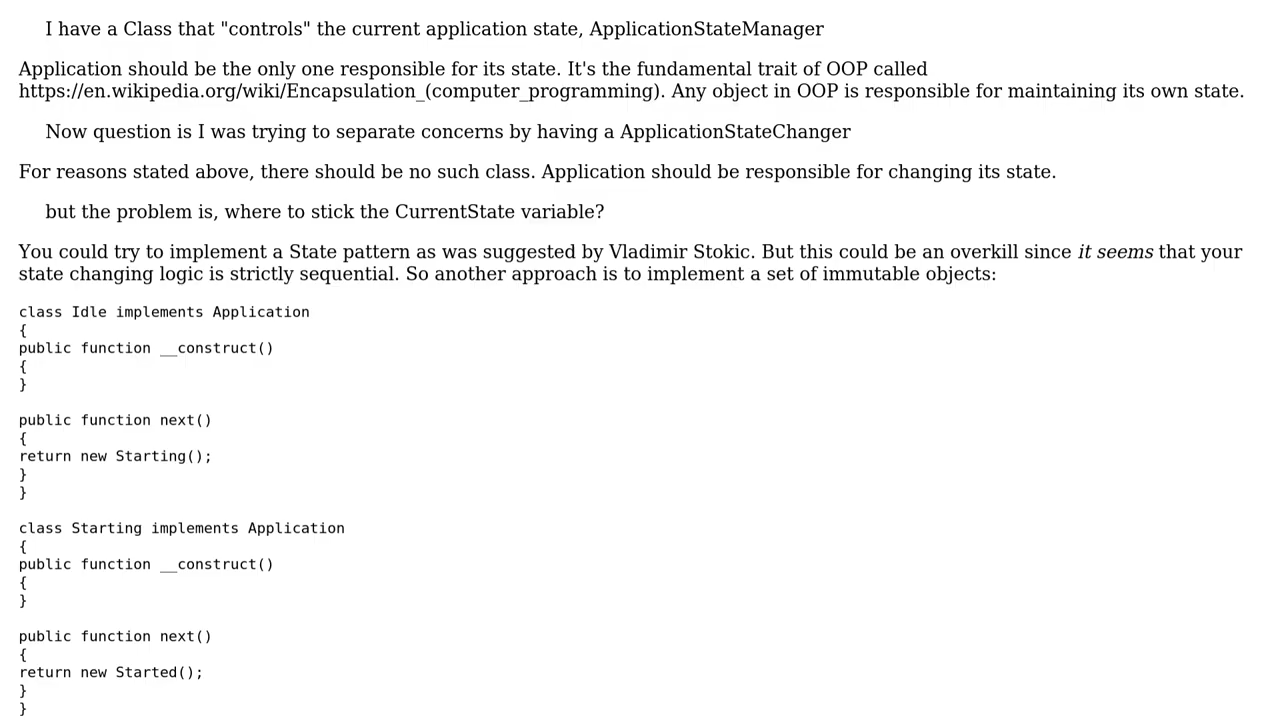 I have a Class that "controls" the current application state, ApplicationStateManager
Application should be the only one responsible for its state. It's the fundamental trait of OOP called
https://en.wikipedia.org/wiki/Encapsulation_(computer_programming). Any object in OOP is responsible for maintaining its own state.
Now question is I was trying to separate concerns by having a ApplicationStateChanger
For reasons stated above, there should be no such class. Application should be responsible for changing its state.
but the problem is, where to stick the CurrentState variable?
You could try to implement a State pattern as was suggested by Vladimir Stokic. But this could be an overkill since it seems that your
state changing logic is strictly sequential. So another approach is to implement a set of immutable objects:
class Idle implements Application
{
public function __construct()
{
}
public function next()
{
return new Starting();
}
}
class Starting implements Application
{
public function __construct()
{
}
public function next()
{
return new Started();
}
}